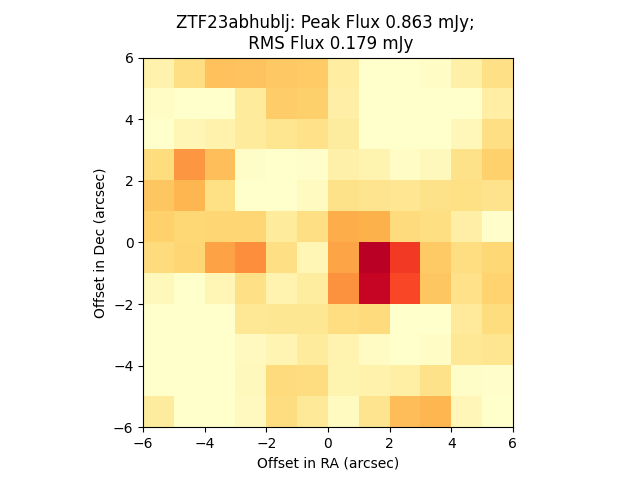 ZTF23abhublj: Peak Flux 0.863 mJy;
RMS Flux 0.179 mJy
6
4
2
0
−2
−4
−6
Offset in Dec (arcsec)
−6 −4 −2 0 2 4 6
Offset in RA (arcsec)